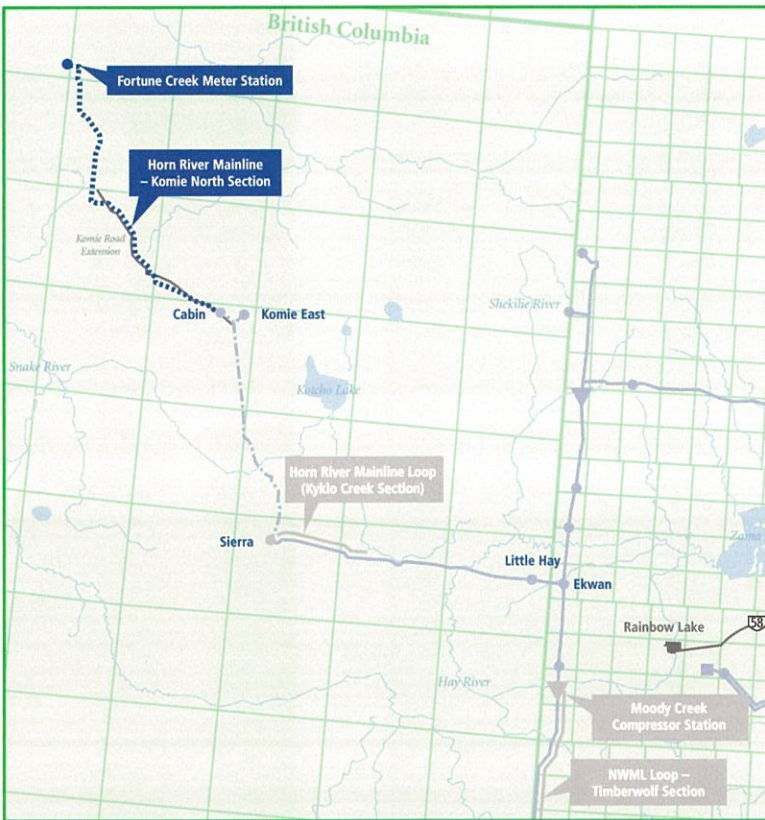 British Columbia
Fortune Creek Meter Station
Horn River Mainline
– Komie North Section
Komie Road
Extension
Shekilie River
Cabin
Komie East
Snake River
Kotcho Lake
Horn River Mainline Loop
(Kyklo Creek Section)
Sierra
Zama
Little Hay
Ekwan
Rainbow Lake
58
Hay River
Moody Creek
Compressor Station
NWML Loop –
Timberwolf Section